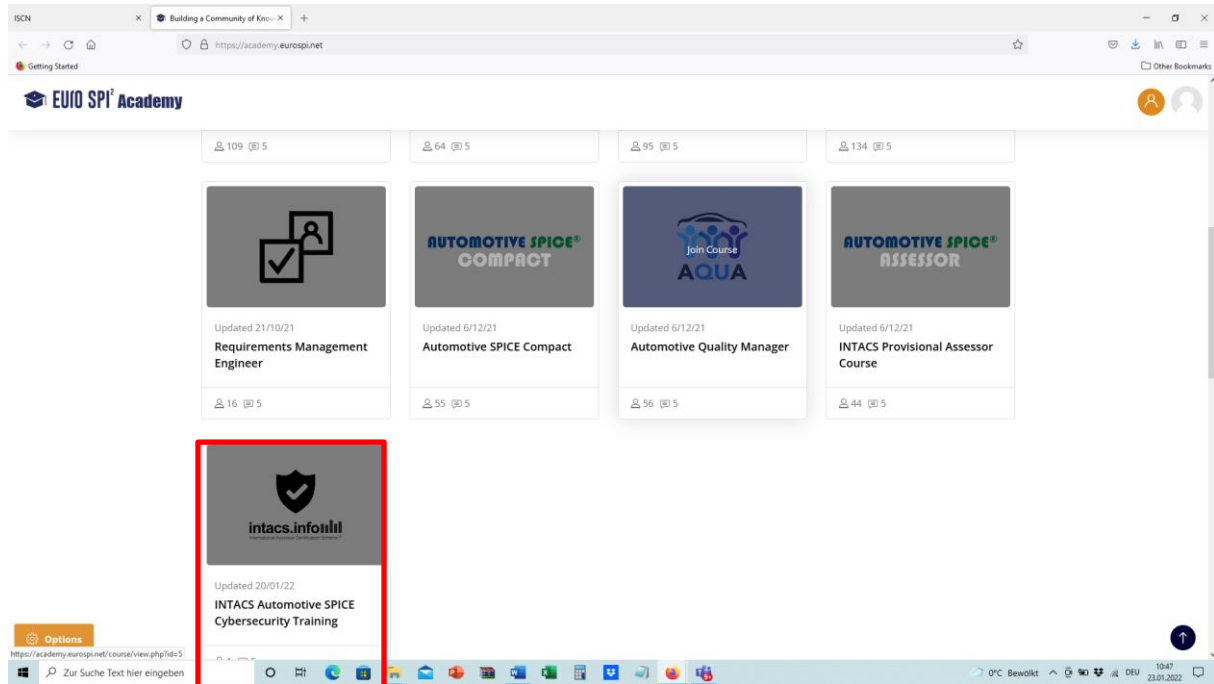 ISCN
Building a Community of Know
https://academy.eurospi.net
Getting Started
Other Bookmarks
EURO SPI² Academy
109 5
64 5
95 5
134 5
AUTOMOTIVE SPICE®
COMPACT
Join Course
AQUA
AUTOMOTIVE SPICE®
ASSESSOR
Updated 21/10/21
Requirements Management
Engineer
Updated 6/12/21
Automotive SPICE Compact
Updated 6/12/21
Automotive Quality Manager
Updated 6/12/21
INTACS Provisional Assessor
Course
16 5
55 5
56 5
44 5
intacs.info
International Assessor Certification Scheme™
Updated 20/01/22
INTACS Automotive SPICE
Cybersecurity Training
Options
https://academy.eurospi.net/course/view.php?id=5
Zur Suche Text hier eingeben
0°C Bewölkt
DEU
10:47
23.01.2022